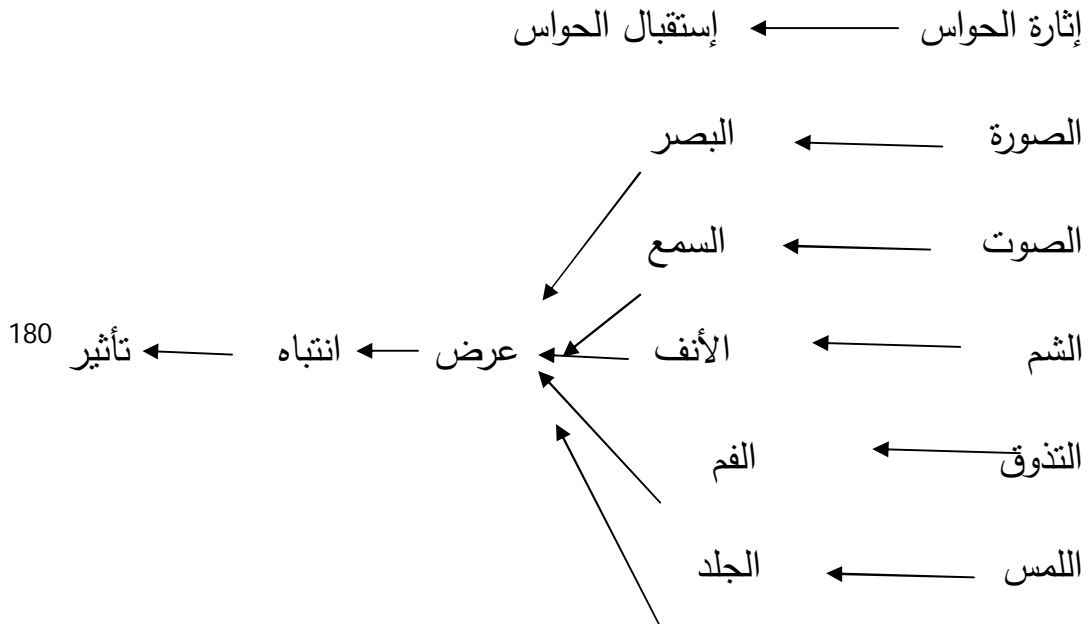 إثارة الحواس إستقبال الحواس
الصورة البصر
الصوت السمع
الشم الأنف عرض انتباه تأثير 180
التذوق الفم
اللمس الجلد